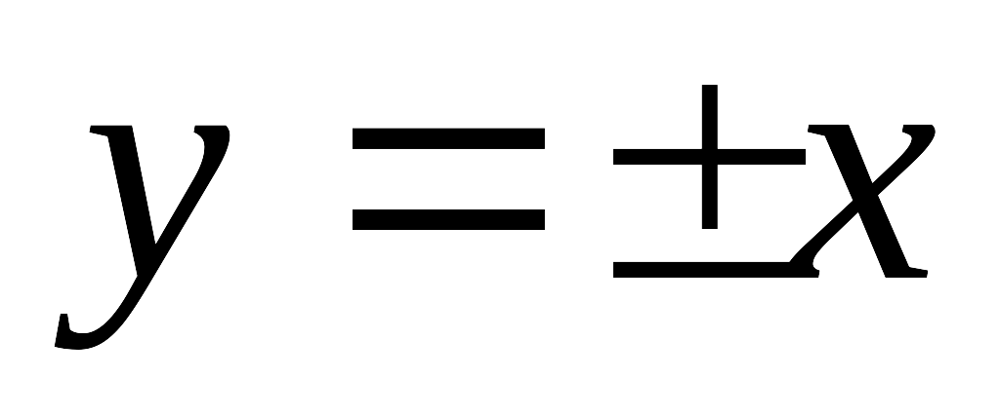 y = ±x